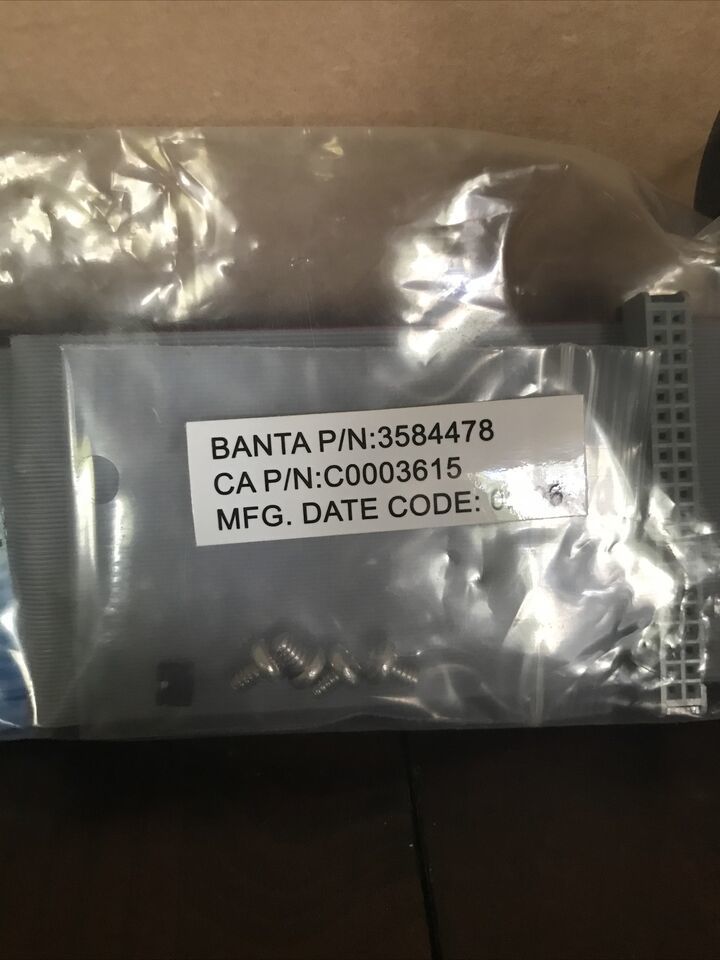 BANTA P/N:3584478
CA P/N:C0003615
MFG. DATE CODE: